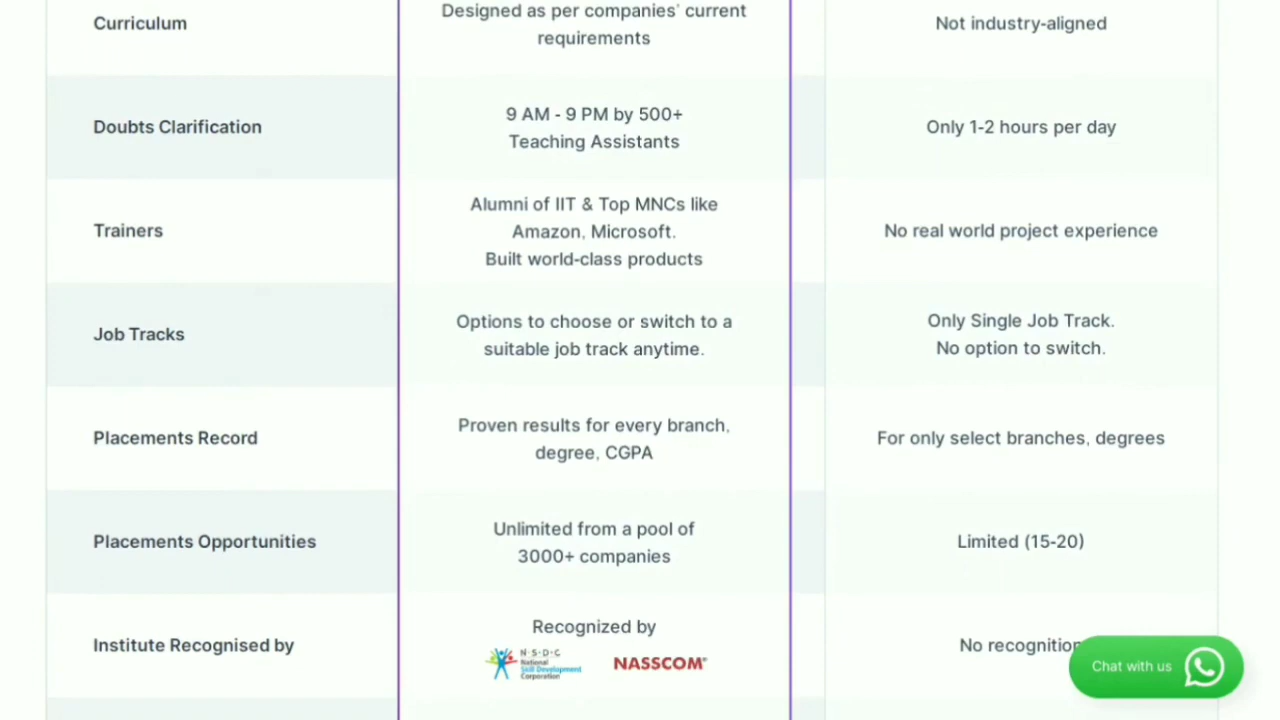 Curriculum
Designed as per companies' current
requirements
Not industry-aligned
Doubts Clarification
9 AM - 9 PM by 500+
Teaching Assistants
Only 1-2 hours per day
Trainers
Alumni of IIT & Top MNCs like
Amazon, Microsoft.
Built world-class products
No real world project experience
Job Tracks
Options to choose or switch to a
suitable job track anytime.
Only Single Job Track.
No option to switch.
Placements Record
Proven results for every branch,
degree, CGPA
For only select branches, degrees
Placements Opportunities
Unlimited from a pool of
3000+ companies
Limited (15-20)
Institute Recognised by
Recognized by
N·S·D·C
National
Skill Development
Corporation
NASSCOM®
No recognition
Chat with us